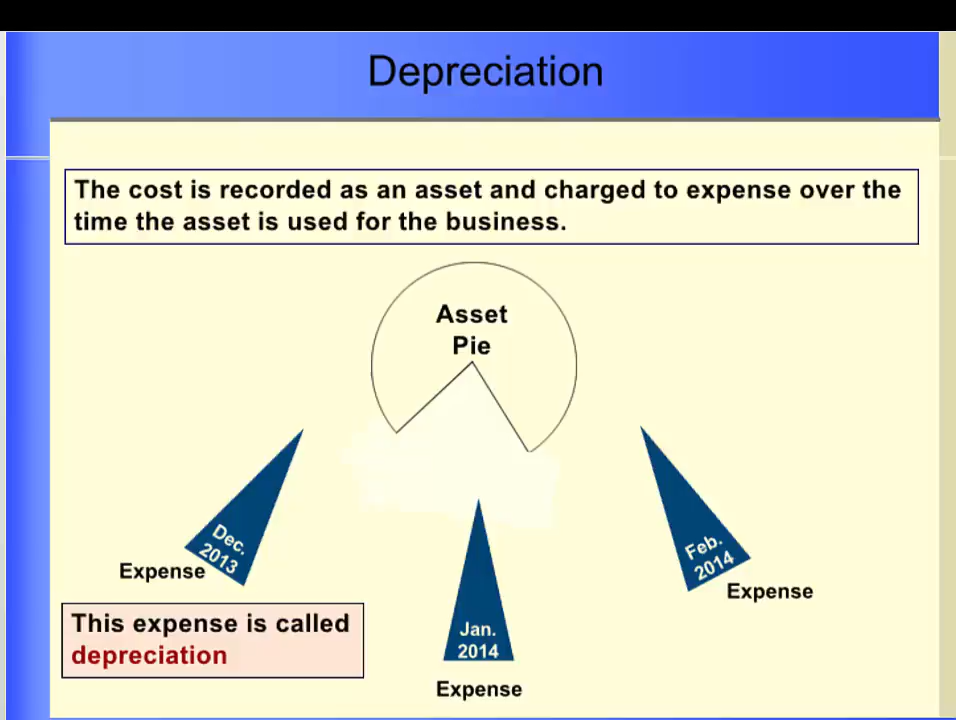 Depreciation
The cost is recorded as an asset and charged to expense over the
time the asset is used for the business.
Asset
Pie
Dec.
2013
Expense
Feb.
2014
Expense
This expense is called
depreciation
Jan.
2014
Expense